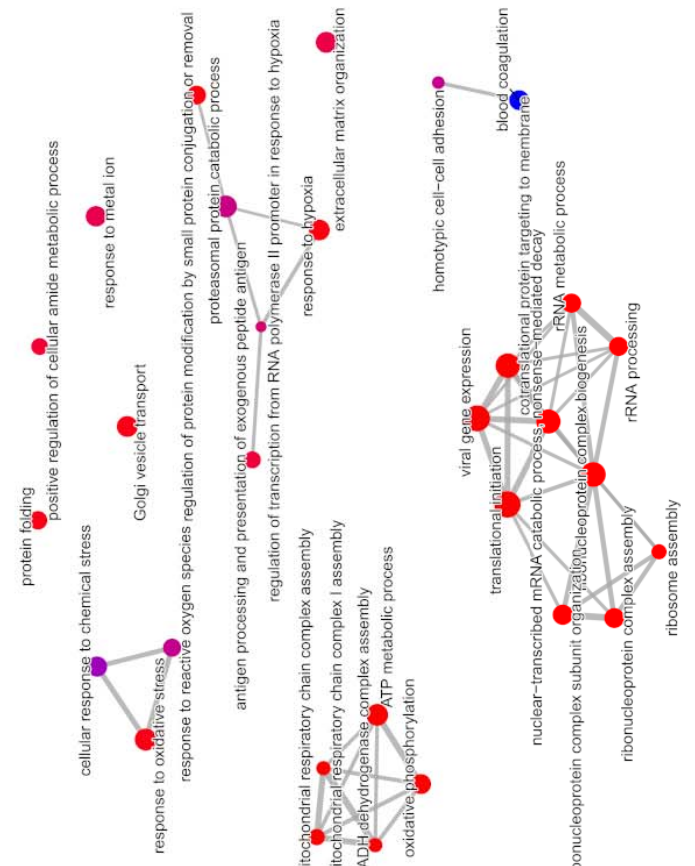 protein folding
positive regulation of cellular amide metabolic process
response to metal ion
Golgi vesicle transport
cellular response to chemical stress
response to oxidative stress
response to reactive oxygen species
regulation of protein modification by small protein conjugation or removal
proteasomal protein catabolic process
antigen processing and presentation of exogenous peptide antigen
regulation of transcription from RNA polymerase II promoter in response to hypoxia
response to hypoxia
extracellular matrix organization
itochondrial respiratory chain complex assembly
itochondrial respiratory chain complex I assembly
ADH dehydrogenase complex assembly
ATP metabolic process
oxidative phosphorylation
homotypic cell-cell adhesion
blood coagulation
viral gene expression
translational initiation
cotranslational protein targeting to membrane
nuclear-transcribed mRNA catabolic process, nonsense-mediated decay
rRNA metabolic process
ribonucleoprotein complex biogenesis
bonucleoprotein complex subunit organization
rRNA processing
ribonucleoprotein complex assembly
ribosome assembly